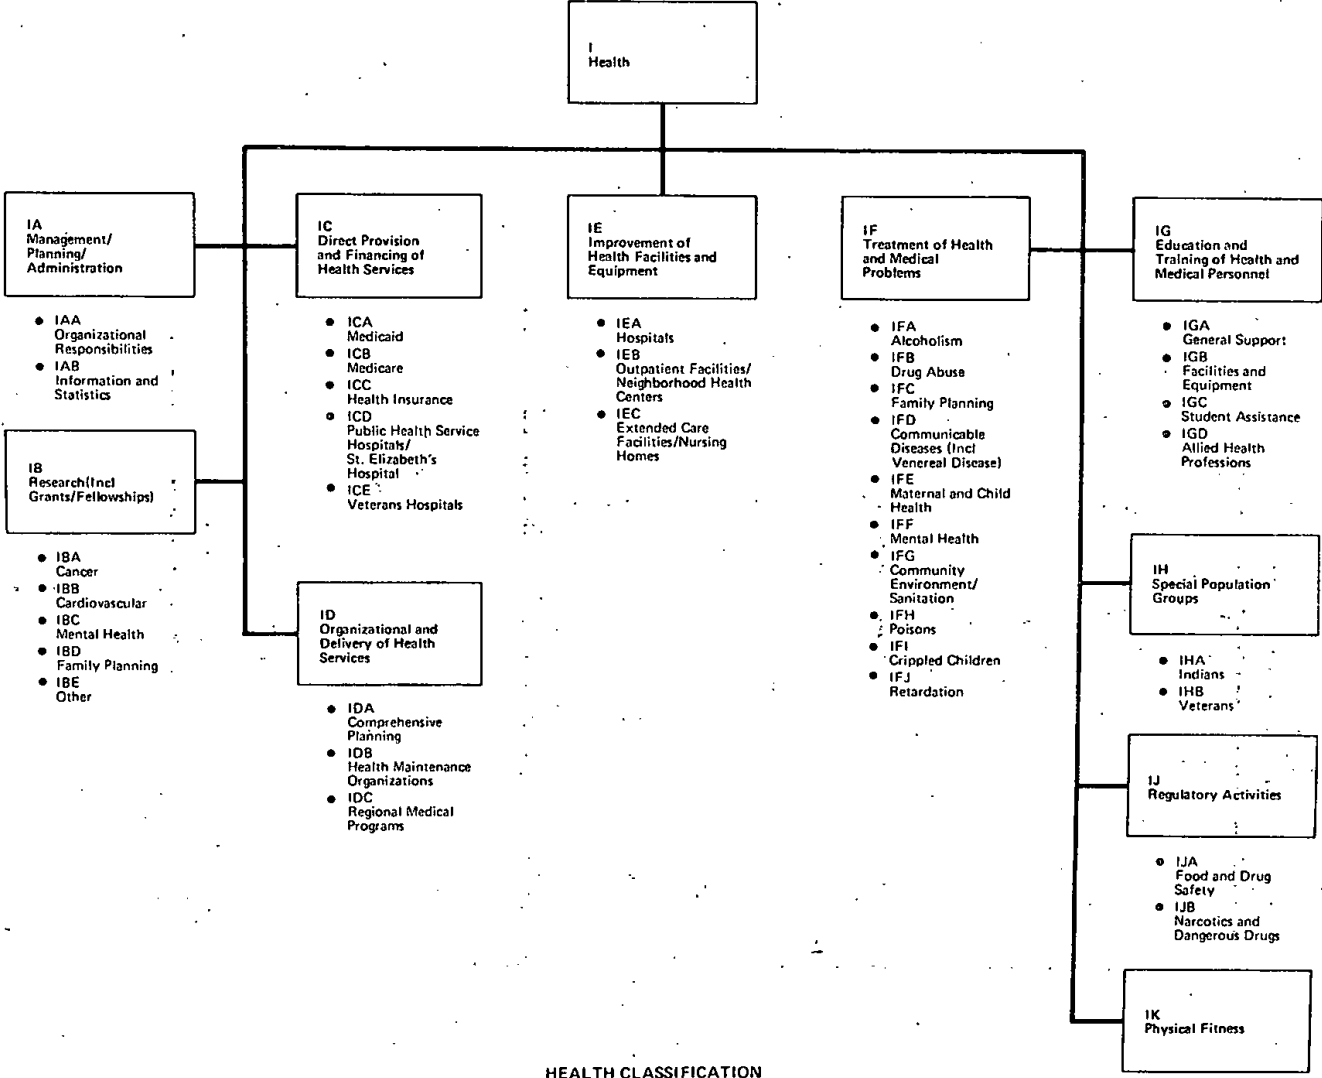 I
Health
IA
Management/
Planning/
Administration
IAA
Organizational
Responsibilities
IAB
Information and
Statistics
IB
Research(Incl
Grants/Fellowships)
IBA
Cancer
IBB
Cardiovascular
IBC
Mental Health
IBD
Family Planning
IBE
Other
IC
Direct Provision
and Financing of
Health Services
ICA
Medicaid
ICB
Medicare
ICC
Health Insurance
ICD
Public Health Service
Hospitals/
St. Elizabeth's
Hospital
ICE
Veterans Hospitals
ID
Organizational and
Delivery of Health
Services
IDA
Comprehensive
Planning
IDB
Health Maintenance
Organizations
IDC
Regional Medical
Programs
IE
Improvement of
Health Facilities and
Equipment
IEA
Hospitals
IEB
Outpatient Facilities/
Neighborhood Health
Centers
IEC
Extended Care
Facilities/Nursing
Homes
IF
Treatment of Health
and Medical
Problems
IFA
Alcoholism
IFB
Drug Abuse
IFC
Family Planning
IFD
Communicable
Diseases (Incl
Venereal Disease)
IFE
Maternal and Child
Health
IFF
Mental Health
IFG
Community
Environment/
Sanitation
IFH
Poisons
IFI
Crippled Children
IFJ
Retardation
IG
Education and
Training of Health and
Medical Personnel
IGA
General Support
IGB
Facilities and
Equipment
IGC
Student Assistance
IGD
Allied Health
Professions
IH
Special Population
Groups
IHA
Indians
IHB
Veterans
IJ
Regulatory Activities
IJA
Food and Drug
Safety
IJB
Narcotics and
Dangerous Drugs
IK
Physical Fitness
HEALTH CLASSIFICATION